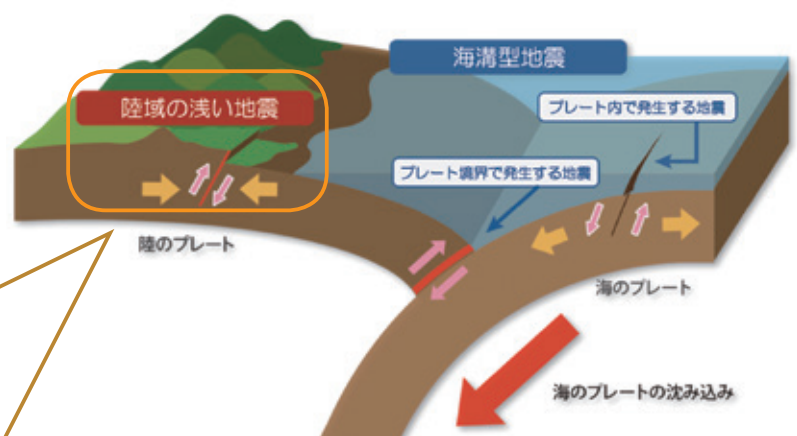 海溝型地震
陸域の浅い地震
プレート内で発生する地震
プレート境界で発生する地震
陸のプレート
海のプレート
海のプレートの沈み込み